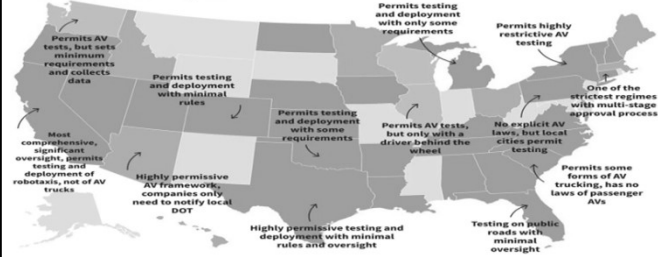 Permits testing
and deployment
with only some
requirements
Permits highly
restrictive AV
testing
Permits AV
tests, but sets
minimum
requirements
and collects
data
Permits testing
and deployment
with minimal
rules
One of the
strictest regimes
with multi-stage
approval process
Permits testing
and deployment
with some
requirements
Permits AV tests,
but only with a
driver behind the
wheel
No explicit AV
laws, but local
cities permit
testing
Most
comprehensive,
significant
oversight, permits
testing and
deployment of
robotaxis, not of AV
trucks
Highly permissive
AV framework,
companies only
need to notify local
DOT
Permits some
forms of AV
trucking, has no
laws of passenger
AVs
Highly permissive testing and
deployment with minimal
rules and oversight
Testing on public
roads with
minimal
oversight